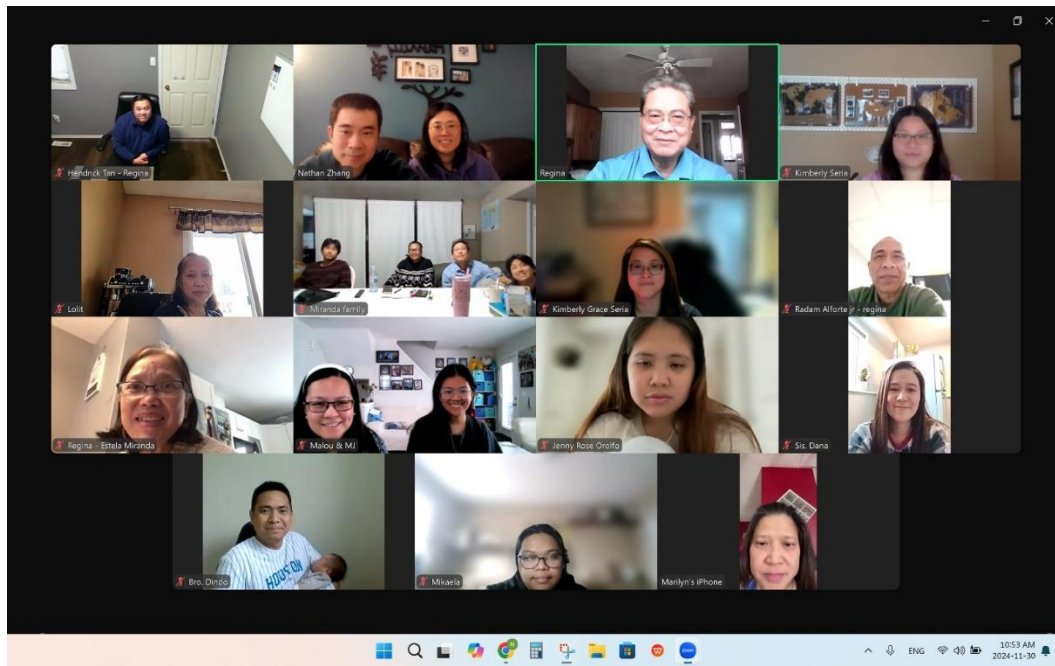 Hendrick Tan - Regina
Nathan Zhang
Regina
Kimberly Seria
Lolit
Miranda family
Kimberly Grace Seria
Radam Alforte jr - regina
Regina - Estela Miranda
Malou & MJ
Jenny Rose Orolfo
Sis. Dana
Bro. Dindo
HOUSTON
Mikaela
Marilyn's iPhone
ENG
10:53 AM
2024-11-30